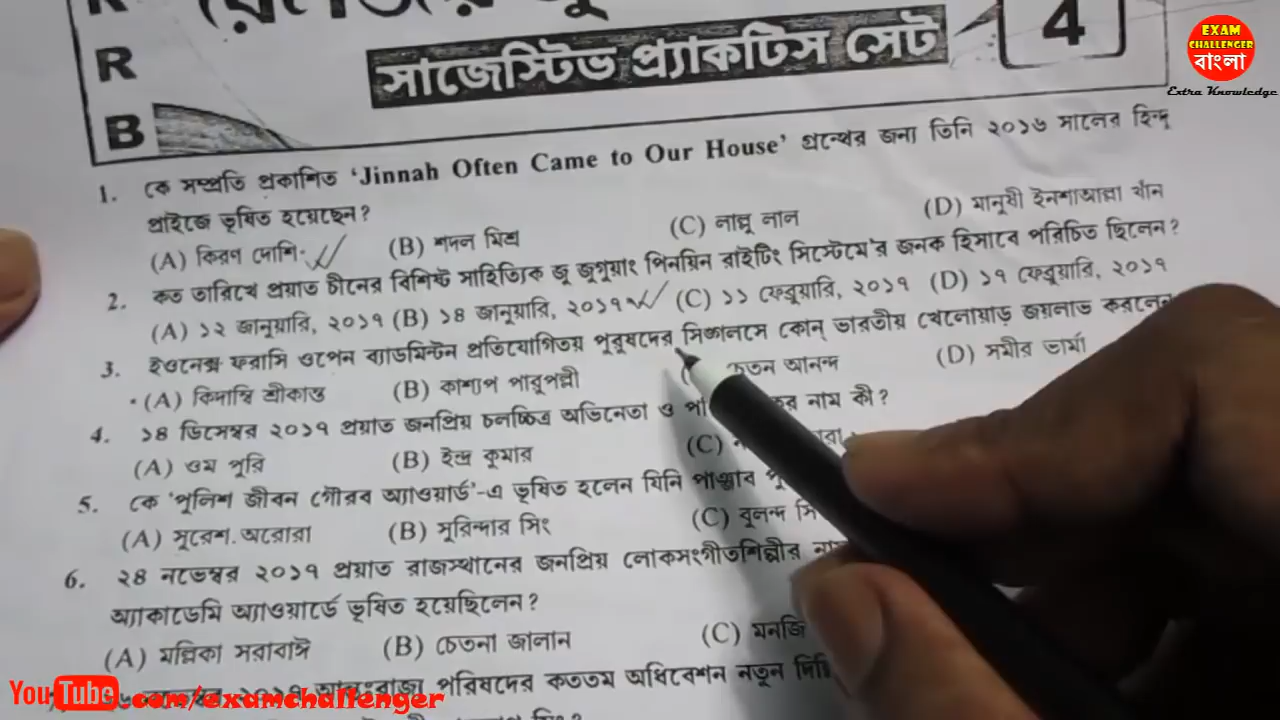 R
B
সাজেস্টিভ প্র্যাকটিস সেট
4
EXAM
CHALLENGER
বাংলা
Extra Knowledge
1. কে সম্প্রতি প্রকাশিত 'Jinnah Often Came to Our House' গ্রন্থের জন্য তিনি ২০১৬ সালের হিন্দু
প্রাইজে ভূষিত হয়েছেন?
(A) কিরণ দোশি (B) শদল মিশ্র (C) লাল্লু লাল (D) মানুষী ইনশাআল্লা খাঁন
2. কত তারিখে প্রয়াত চীনের বিশিষ্ট সাহিত্যিক জু জুগুয়াং পিনয়িন রাইটিং সিস্টেমে'র জনক হিসাবে পরিচিত ছিলেন?
(A) ১২ জানুয়ারি, ২০১৭ (B) ১৪ জানুয়ারি, ২০১৭ (C) ১১ ফেব্রুয়ারি, ২০১৭ (D) ১৭ ফেব্রুয়ারি, ২০১৭
3. ইওনেক্স ফরাসি ওপেন ব্যাডমিন্টন প্রতিযোগিতয় পুরুষদের সিঙ্গলসে কোন্ ভারতীয় খেলোয়াড় জয়লাভ করলেন
(A) কিদাম্বি শ্রীকান্ত (B) কাশ্যপ পারুপল্লী চেতন আনন্দ (D) সমীর ভার্মা
4. ১৪ ডিসেম্বর ২০১৭ প্রয়াত জনপ্রিয় চলচ্চিত্র অভিনেতা ও নাম কী?
(A) ওম পুরি (B) ইন্দ্র কুমার (C)
5. কে 'পুলিশ জীবন গৌরব অ্যাওয়ার্ড'-এ ভূষিত হলেন যিনি পাঞ্জাব
(A) সুরেশ অরোরা (B) সুরিন্দার সিং (C) বুলন্দ
6. ২৪ নভেম্বর ২০১৭ প্রয়াত রাজস্থানের জনপ্রিয় লোকসংগীতশিল্পীর
অ্যাকাডেমি অ্যাওয়ার্ডে ভূষিত হয়েছিলেন?
(A) মল্লিকা সরাবাঈ (B) চেতনা জালান (C) মনজি
পরিষদের কততম অধিবেশন নতুন
YouTube.com/examchallenger